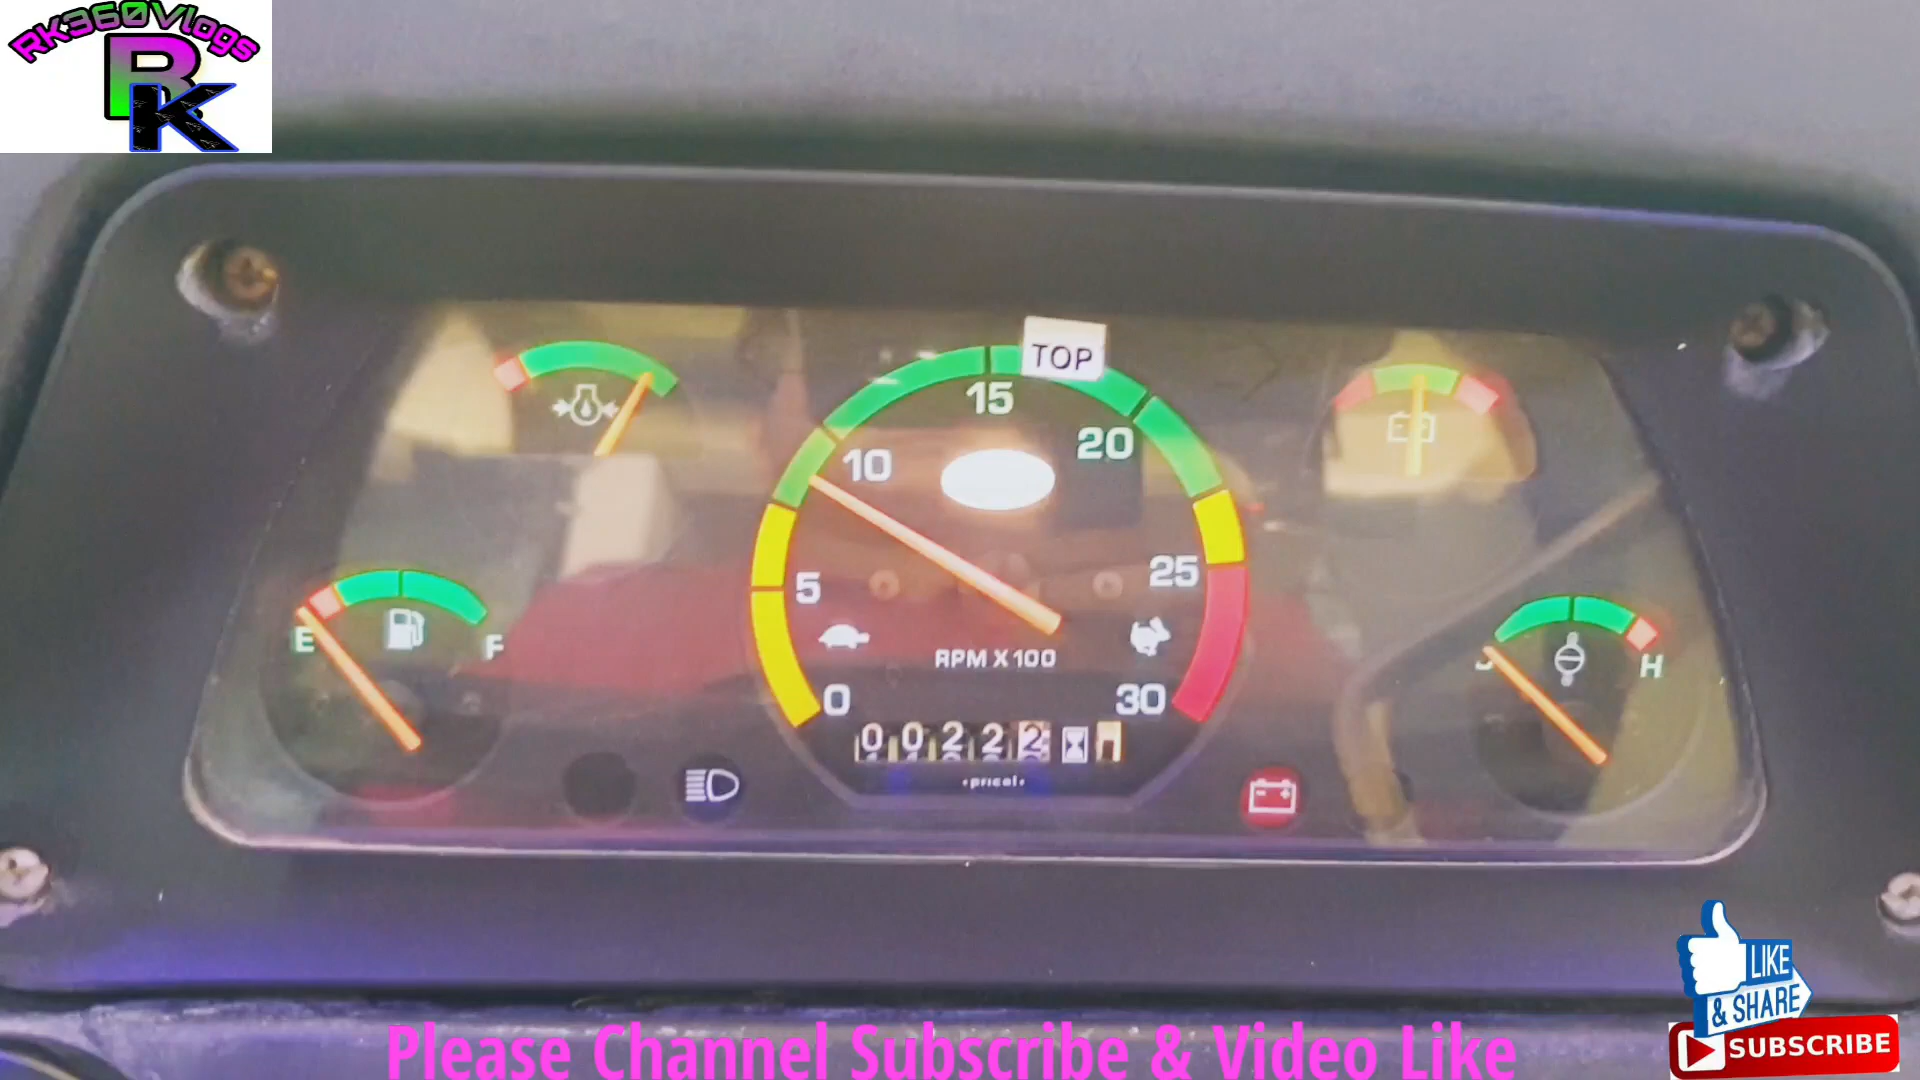 RK360Vlogs
RK
TOP
15
10
20
5
25
E
F
H
RPM X 100
0
30
0 0 2 2 2
pricol
LIKE
& SHARE
SUBSCRIBE
Please Channel Subscribe & Video Like